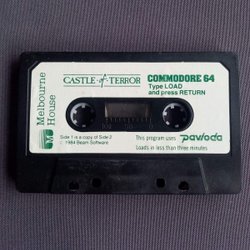 Melbourne
House
CASTLE of TERROR
COMMODORE 64
Type LOAD
and press RETURN
Side 1 is a copy of Side 2
1984 Beam Software
This program uses Pavloda
Loads in less than three minutes